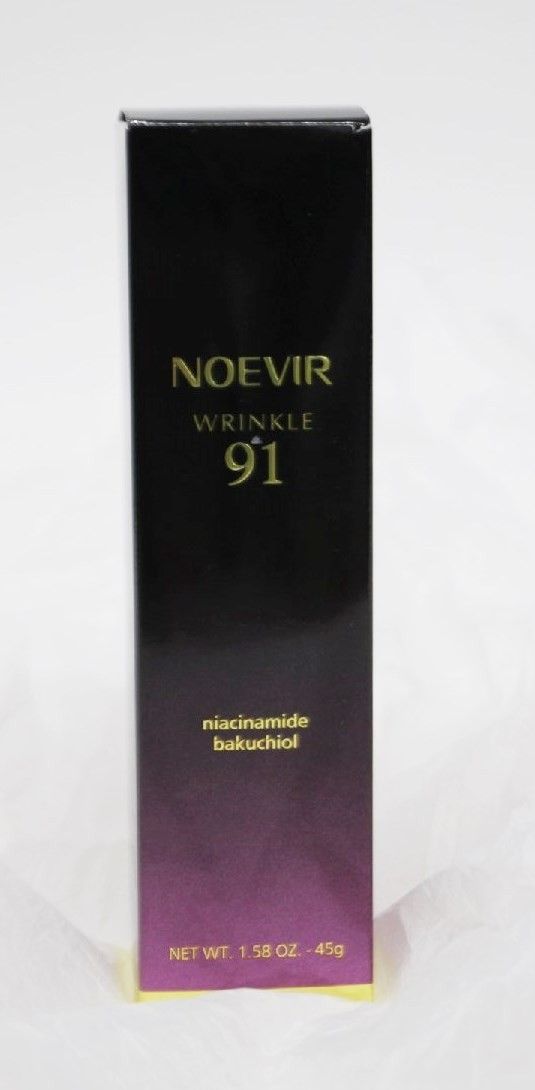 NOEVIR
WRINKLE
91
niacinamide
bakuchiol
NET WT. 1.58 OZ. - 45g